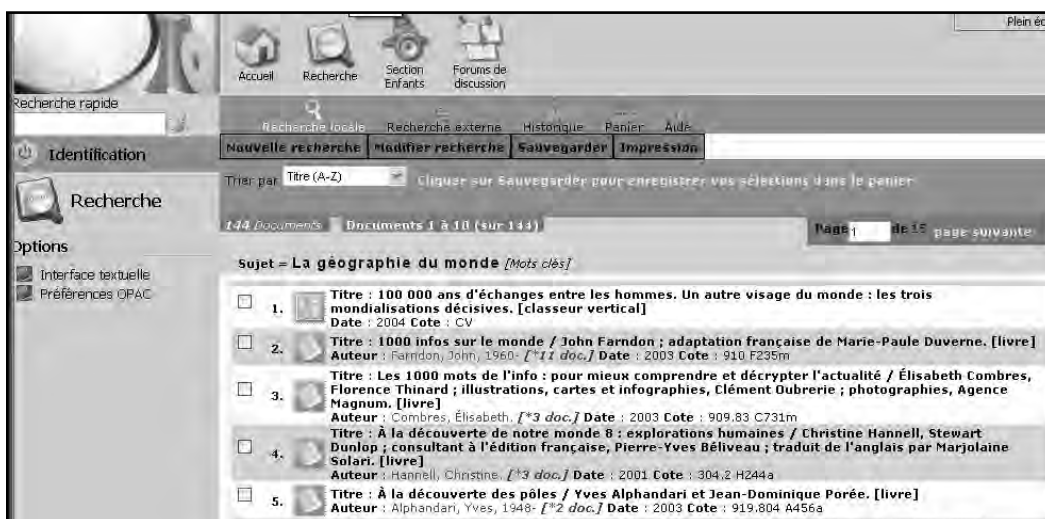 Plein éc
Accueil Recherche Section Enfants Forums de discussion
Recherche rapide
Recherche locale Recherche externe Historique Panier Aide
Identification
Nouvelle recherche Modifier recherche Sauvegarder Impression
Recherche
Trier par Titre (A-Z) Cliquer sur Sauvegarder pour enregistrer vos sélections dans le panier
144 Documents Documents 1 à 10 (sur 144) Page 1 de 15 page suivante
Options
Interface textuelle
Préférences OPAC
Sujet = La géographie du monde [Mots clés]
1. Titre : 100 000 ans d'échanges entre les hommes. Un autre visage du monde : les trois
mondialisations décisives. [classeur vertical]
Date : 2004 Cote : CV
2. Titre : 1000 infos sur le monde / John Farndon ; adaptation française de Marie-Paule Duverne. [livre]
Auteur : Farndon, John, 1960- [*11 doc.] Date : 2003 Cote : 910 F235m
3. Titre : Les 1000 mots de l'info : pour mieux comprendre et décrypter l'actualité / Élisabeth Combres,
Florence Thinard ; illustrations, cartes et infographies, Clément Oubrerie ; photographies, Agence
Magnum. [livre]
Auteur : Combres, Élisabeth. [*3 doc.] Date : 2003 Cote : 909.83 C731m
4. Titre : À la découverte de notre monde 8 : explorations humaines / Christine Hannell, Stewart
Dunlop ; consultant à l'édition française, Pierre-Yves Béliveau ; traduit de l'anglais par Marjolaine
Solari. [livre]
Auteur : Hannell, Christine. [*3 doc.] Date : 2001 Cote : 304.2 H244a
5. Titre : À la découverte des pôles / Yves Alphandari et Jean-Dominique Porée. [livre]
Auteur : Alphandari, Yves, 1948- [*2 doc.] Date : 2003 Cote : 919.804 A456a